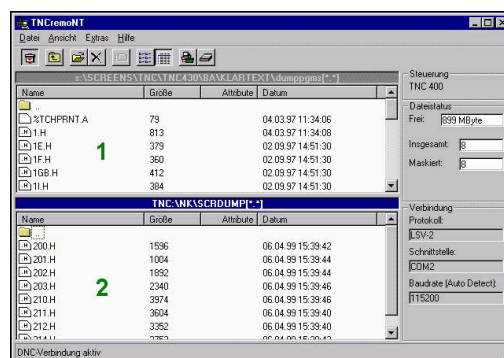 TNCremoNT
Datei Ansicht Extras Hilfe
s:\SCREENS\TNC\TNC430\BA\KLARTEXT\dumppgms[*.*]
Name Größe Attribute Datum
..
%TCHPRNT.A 79 04.03.97 11:34:06
1.H 813 04.03.97 11:34:08
1E.H 379 02.09.97 14:51:30
1F.H 360 02.09.97 14:51:30
1GB.H 412 02.09.97 14:51:30
1I.H 384 02.09.97 14:51:30
1
TNC:\NK\SCRDUMP[*.*]
Name Größe Attribute Datum
..
200.H 1596 06.04.99 15:39:42
201.H 1004 06.04.99 15:39:44
202.H 1892 06.04.99 15:39:44
203.H 2340 06.04.99 15:39:46
210.H 3974 06.04.99 15:39:46
211.H 3604 06.04.99 15:39:40
212.H 3352 06.04.99 15:39:40
2
Steuerung
TNC 400
Dateistatus
Frei: 899 MByte
Insgesamt: 8
Maskiert: 8
Verbindung
Protokoll:
LSV-2
Schnittstelle:
COM2
Baudrate (Auto Detect):
115200
DNC-Verbindung aktiv